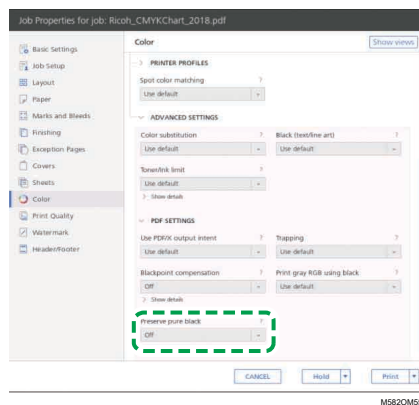 Job Properties for job: Ricoh_CMYKChart_2018.pdf
Basic Settings
Job Setup
Layout
Paper
Marks and Bleeds
Finishing
Exception Pages
Covers
Sheets
Color
Print Quality
Watermark
Header/Footer
Color
Show views
PRINTER PROFILES
Spot color matching ?
Use default
ADVANCED SETTINGS
Color substitution ? Black (text/line art) ?
Use default Use default
Toner/Ink limit ?
Use default
Show details
PDF SETTINGS
Use PDF/X output intent ? Trapping ?
Use default Use default
Blackpoint compensation ? Print gray RGB using black ?
Off Use default
Show details
Preserve pure black ?
Off
CANCEL Hold Print